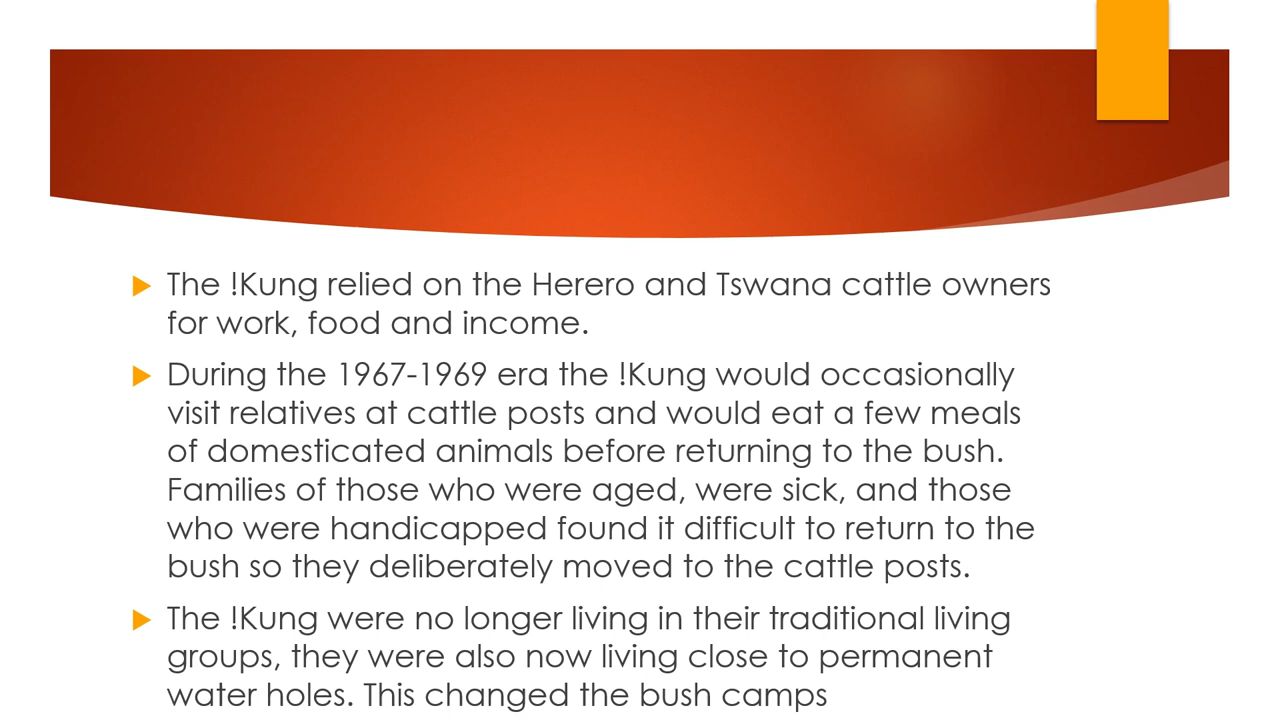 The !Kung relied on the Herero and Tswana cattle owners
for work, food and income.
During the 1967-1969 era the !Kung would occasionally
visit relatives at cattle posts and would eat a few meals
of domesticated animals before returning to the bush.
Families of those who were aged, were sick, and those
who were handicapped found it difficult to return to the
bush so they deliberately moved to the cattle posts.
The !Kung were no longer living in their traditional living
groups, they were also now living close to permanent
water holes. This changed the bush camps